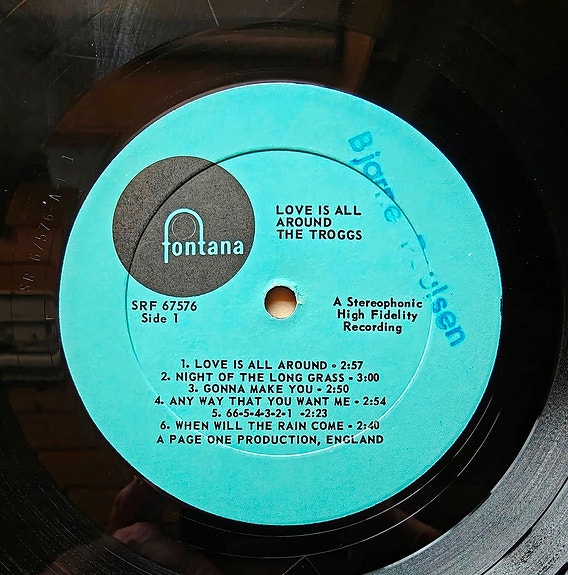 LOVE IS ALL
AROUND
THE TROGGS
fontana
SRF 67576
Side 1
A Stereophonic
High Fidelity
Recording
1. LOVE IS ALL AROUND - 2:57
2. NIGHT OF THE LONG GRASS - 3:00
3. GONNA MAKE YOU - 2:50
4. ANY WAY THAT YOU WANT ME - 2:54
5. 66-5-4-3-2-1 -2:23
6. WHEN WILL THE RAIN COME - 2:40
A PAGE ONE PRODUCTION, ENGLAND